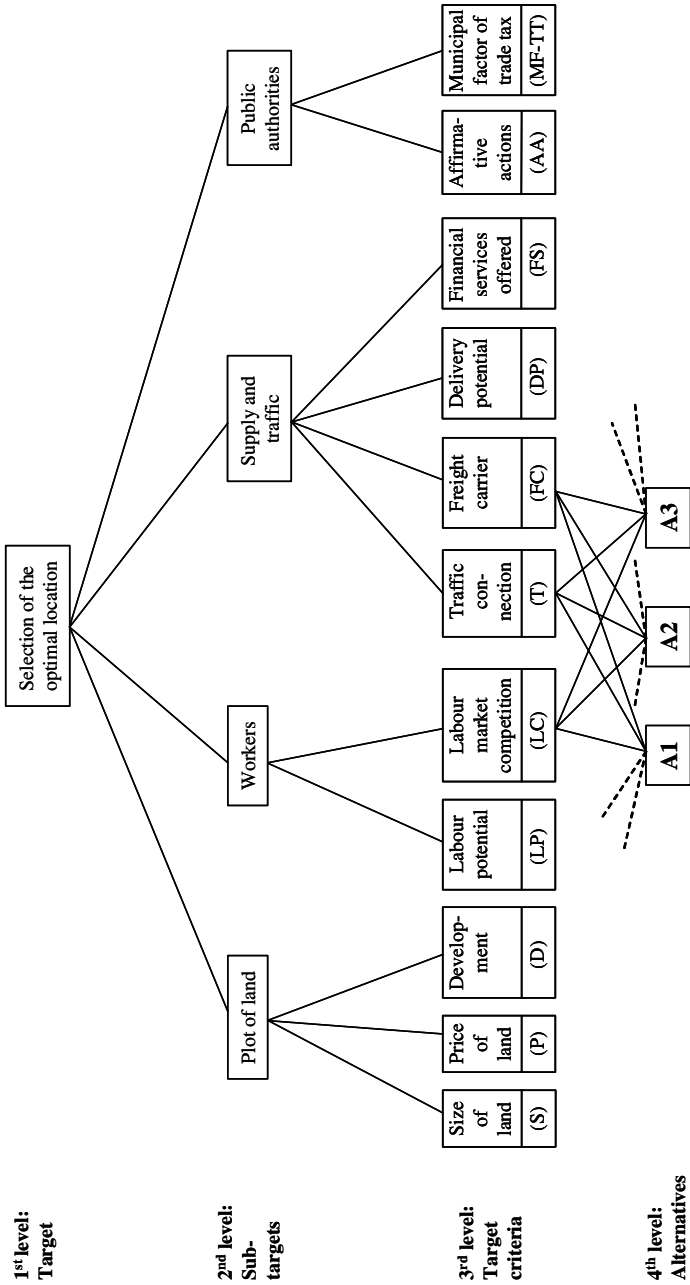 1st level:
Target
Selection of the
optimal location
2nd level:
Sub-
targets
Plot of land
Workers
Supply and
traffic
Public
authorities
3rd level:
Target
criteria
Size
of
land
(S)
Price
of
land
(P)
Develop-
ment
(D)
Labour
potential
(LP)
Labour
market
competition
(LC)
Traffic
con-
nection
(T)
Freight
carrier
(FC)
Delivery
potential
(DP)
Financial
services
offered
(FS)
Affirma-
tive
actions
(AA)
Municipal
factor of
trade tax
(MF-TT)
4th level:
Alternatives
A1
A2
A3